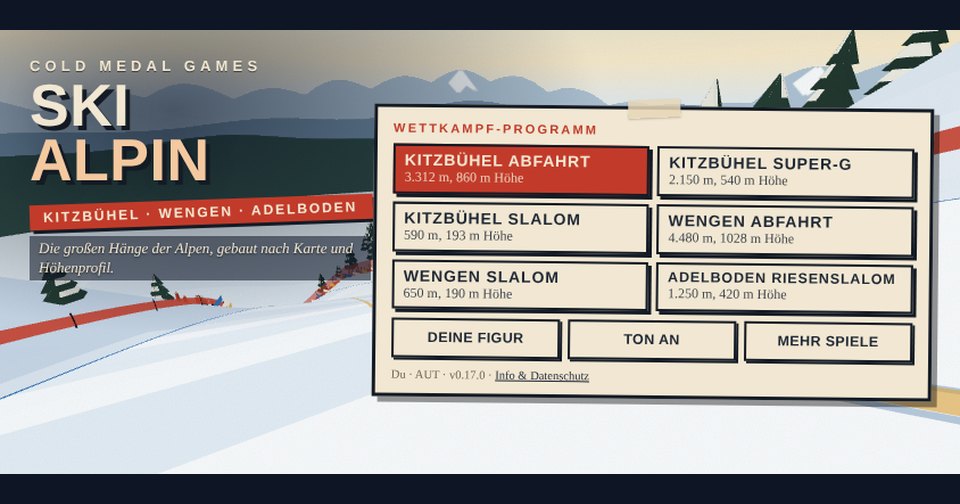 COLD MEDAL GAMES
SKI
ALPIN
KITZBÜHEL · WENGEN · ADELBODEN
Die großen Hänge der Alpen, gebaut nach Karte und
Höhenprofil.
WETTKAMPF-PROGRAMM
KITZBÜHEL ABFAHRT
3.312 m, 860 m Höhe
KITZBÜHEL SUPER-G
2.150 m, 540 m Höhe
KITZBÜHEL SLALOM
590 m, 193 m Höhe
WENGEN ABFAHRT
4.480 m, 1028 m Höhe
WENGEN SLALOM
650 m, 190 m Höhe
ADELBODEN RIESENSLALOM
1.250 m, 420 m Höhe
DEINE FIGUR
TON AN
MEHR SPIELE
Du · AUT · v0.17.0 · Info & Datenschutz